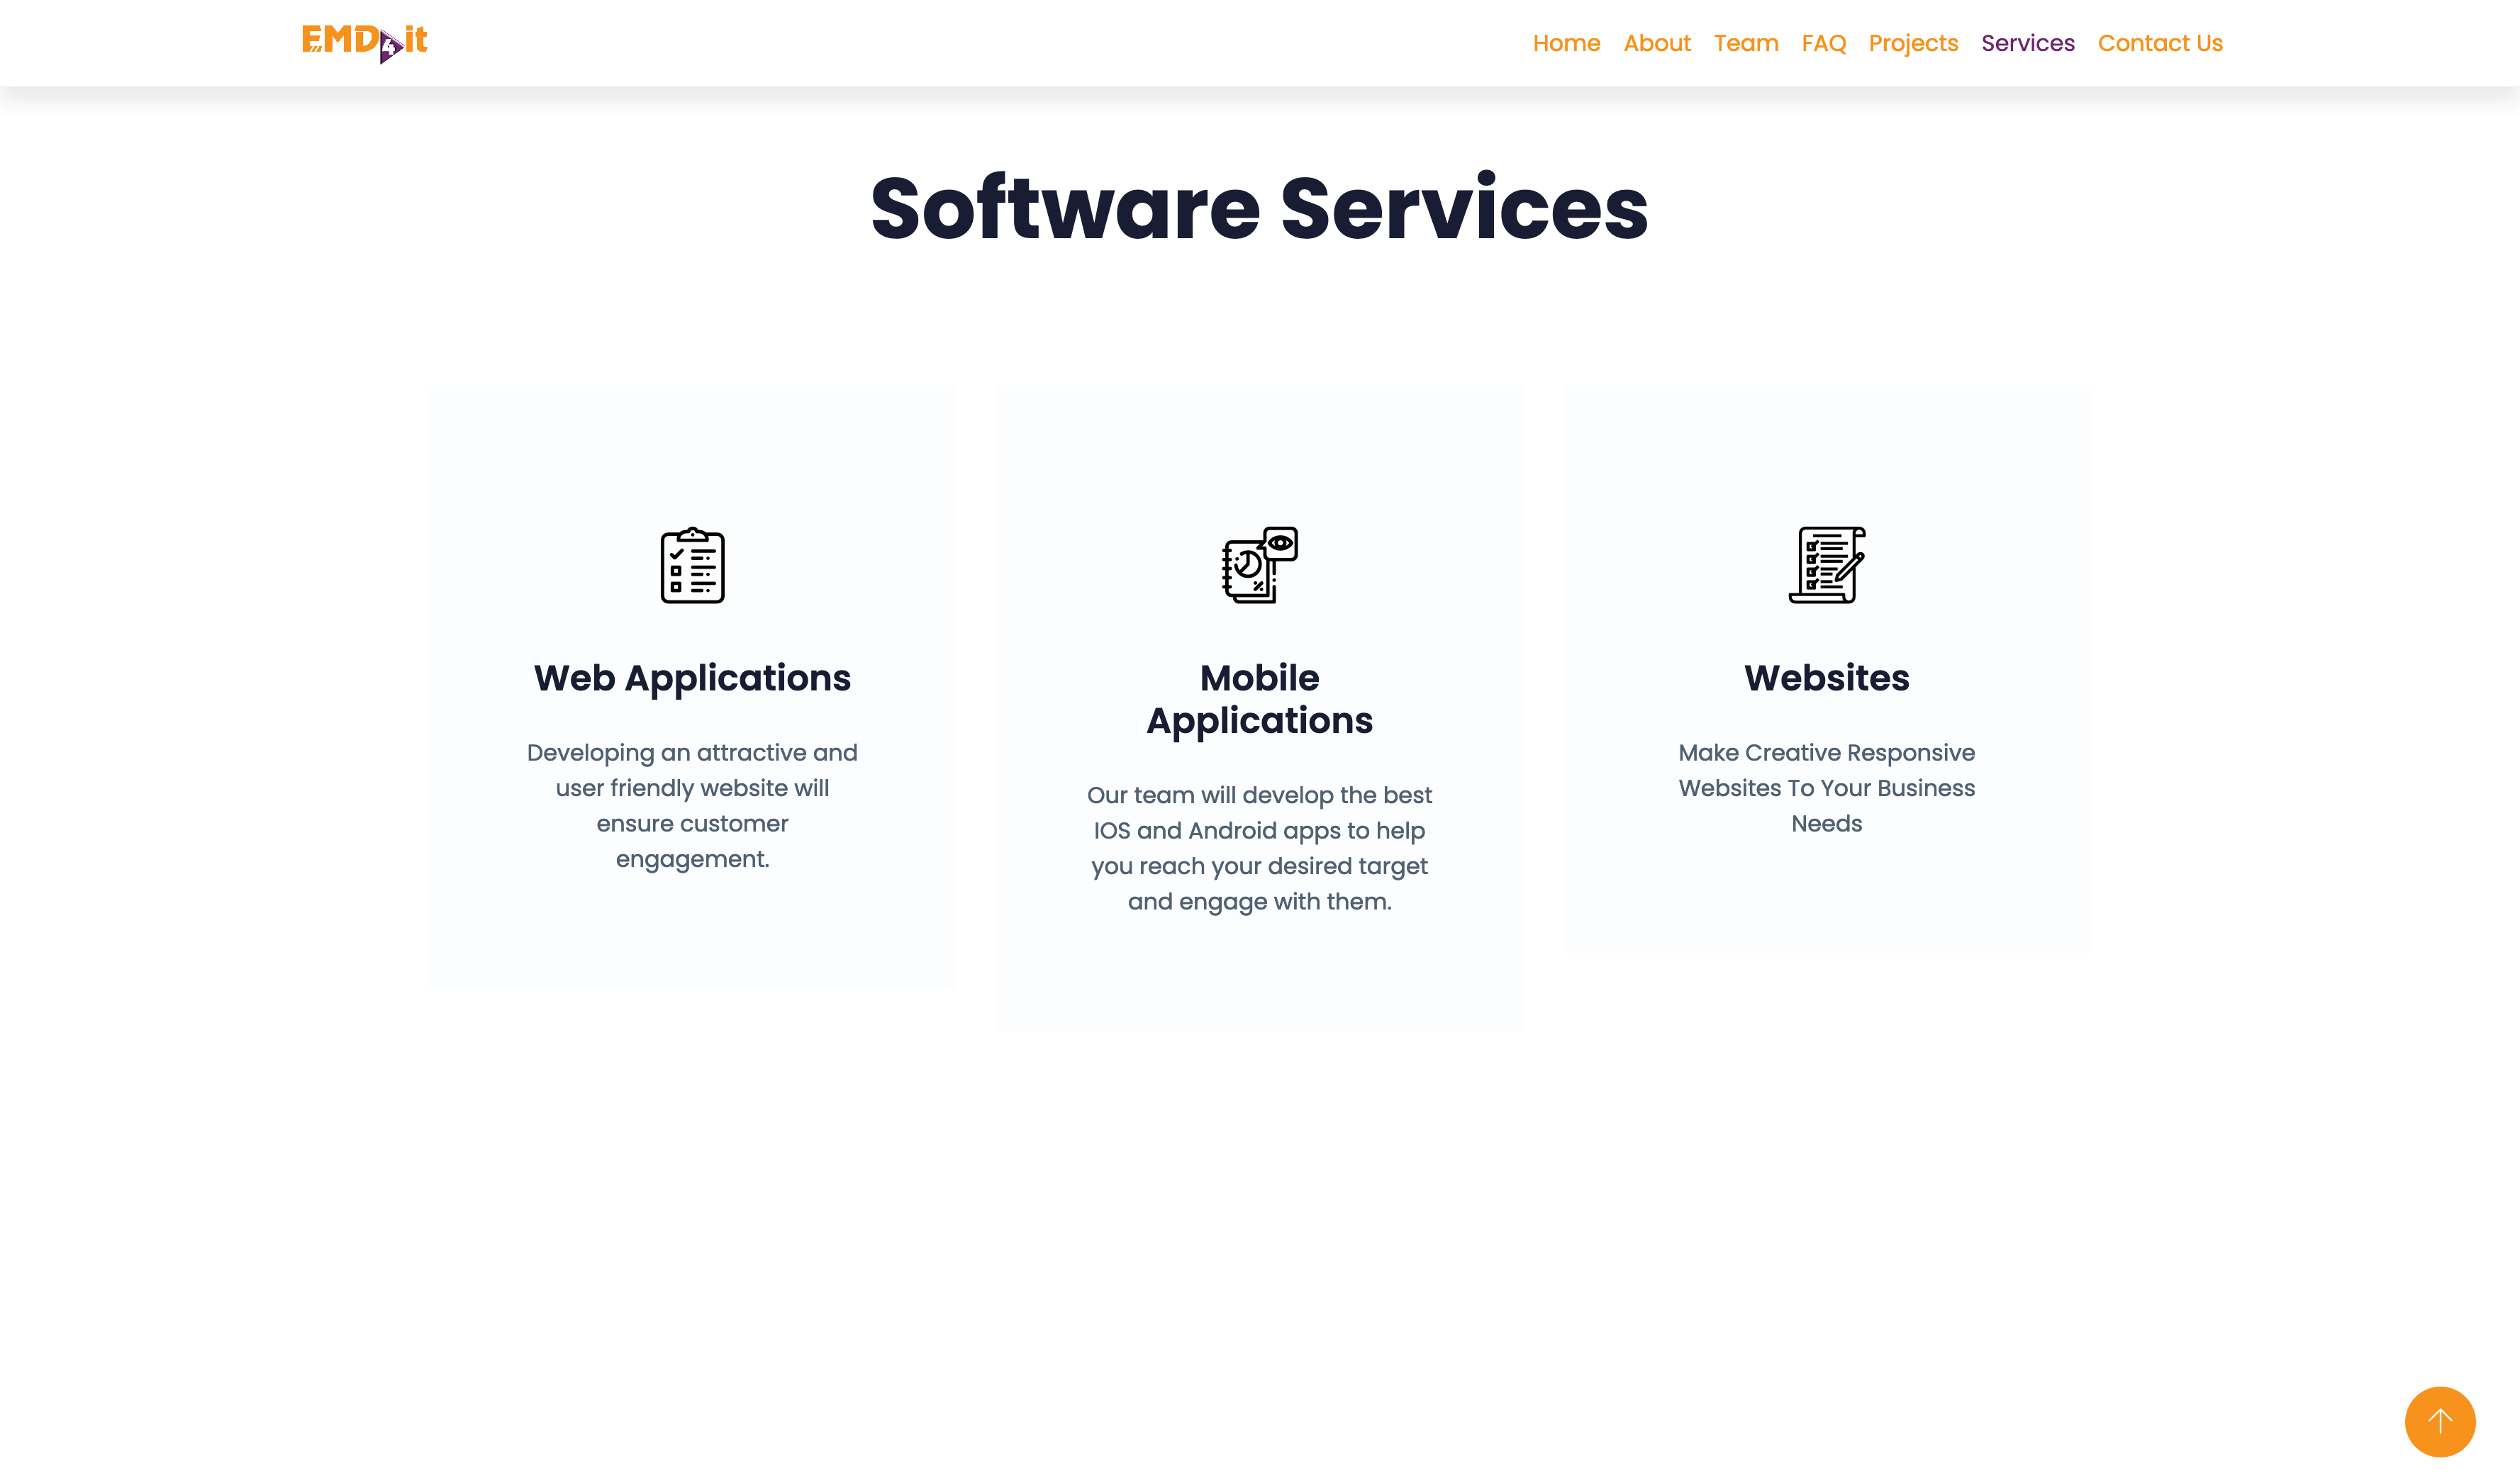 EMD4it
Home About Team FAQ Projects Services Contact Us
Software Services
Web Applications
Developing an attractive and
user friendly website will
ensure customer
engagement.
Mobile
Applications
Our team will develop the best
IOS and Android apps to help
you reach your desired target
and engage with them.
Websites
Make Creative Responsive
Websites To Your Business
Needs